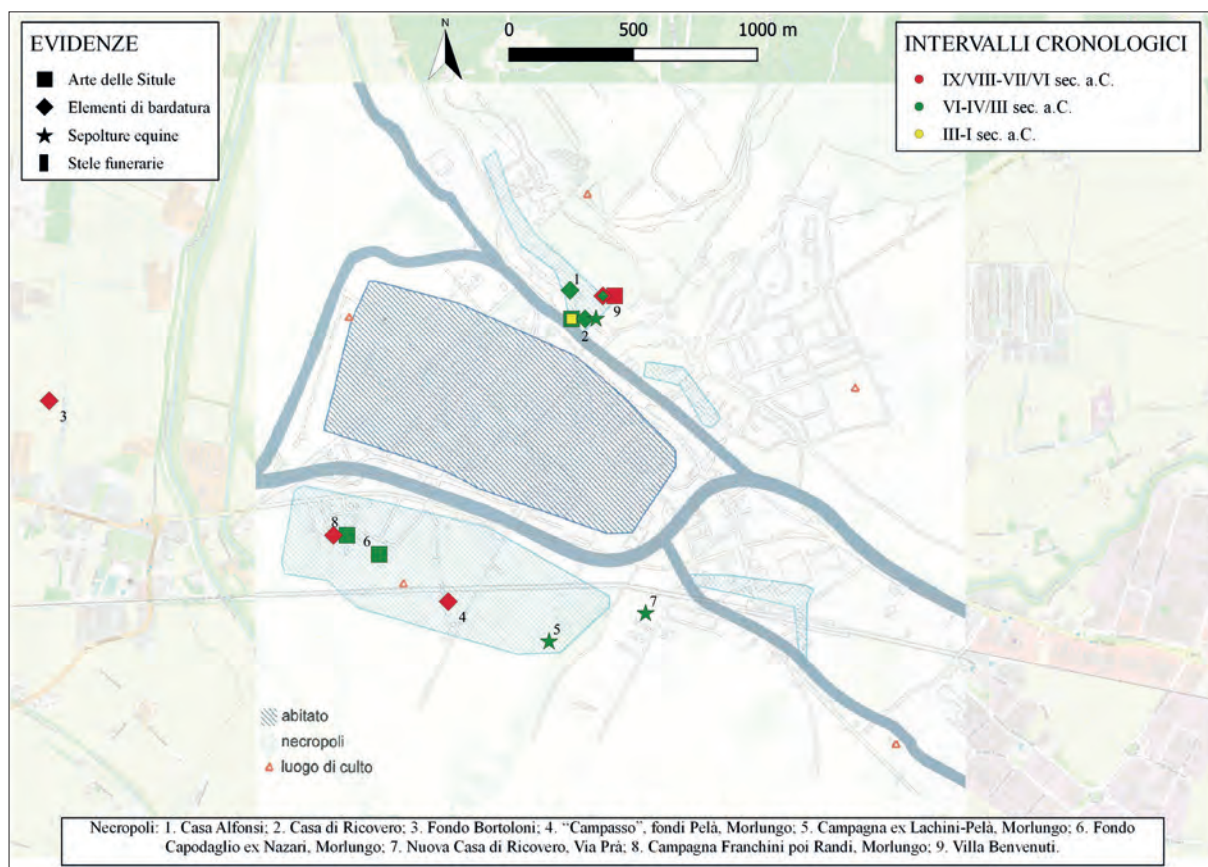 EVIDENZE
Arte delle Situle
Elementi di bardatura
Sepolture equine
Stele funerarie
N
0 500 1000 m
INTERVALLI CRONOLOGICI
IX/VIII-VII/VI sec. a.C.
VI-IV/III sec. a.C.
III-I sec. a.C.
1
9
2
3
8
6
4
5
7
abitato
necropoli
luogo di culto
Necropoli: 1. Casa Alfonsi; 2. Casa di Ricovero; 3. Fondo Bortoloni; 4. “Campasso”, fondi Pelà, Morlungo; 5. Campagna ex Lachini-Pelà, Morlungo; 6. Fondo
Capodaglio ex Nazari, Morlungo; 7. Nuova Casa di Ricovero, Via Prà; 8. Campagna Franchini poi Randi, Morlungo; 9. Villa Benvenuti.